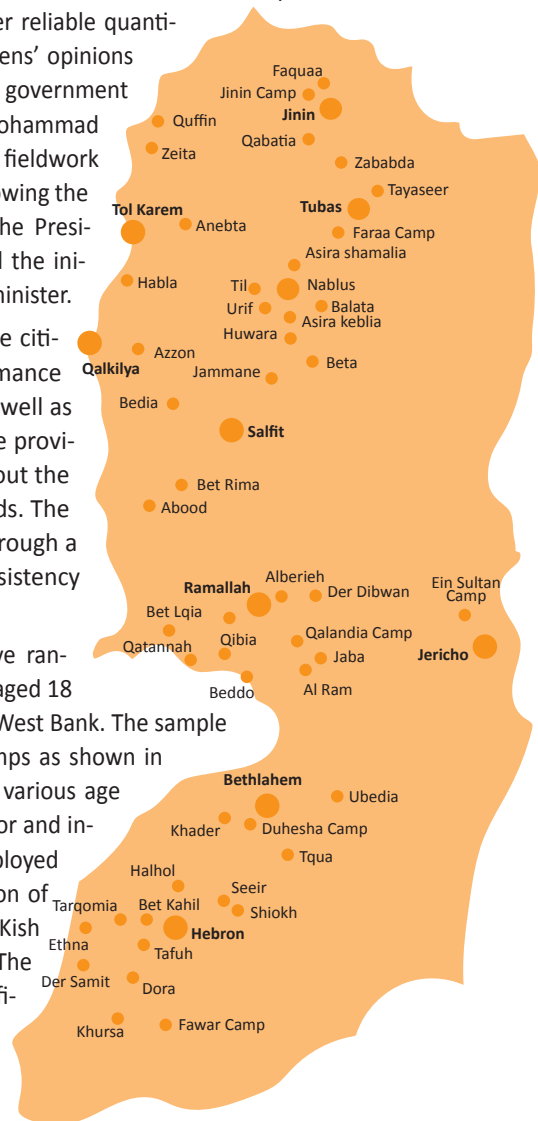 er reliable quanti-
ens’ opinions
government
ohammad
fieldwork
owing the
he Presi-
d the ini-
minister.
e citi-
mance
well as
e provi-
out the
ds. The
rough a
sistency
ve ran-
aged 18
West Bank. The sample
mps as shown in
various age
or and in-
ployed
on of
Kish
The
fi-
Faquaa
Jinin Camp
Jinin
Quffin
Qabatia
Zeita
Zababda
Tayaseer
Tol Karem
Tubas
Anebta
Faraa Camp
Asira shamalia
Habla
Til
Nablus
Urif
Balata
Asira keblia
Huwara
Azzon
Beta
Qalkilya
Jammane
Bedia
Salfit
Bet Rima
Abood
Alberieh
Ein Sultan
Camp
Ramallah
Der Dibwan
Bet Lqia
Qibia
Qalandia Camp
Qatannah
Jaba
Jericho
Beddo
Al Ram
Bethlahem
Ubedia
Khader
Duhesha Camp
Tqua
Halhol
Seeir
Tarqomia
Bet Kahil
Shiokh
Hebron
Ethna
Tafuh
Der Samit
Dora
Khursa
Fawar Camp